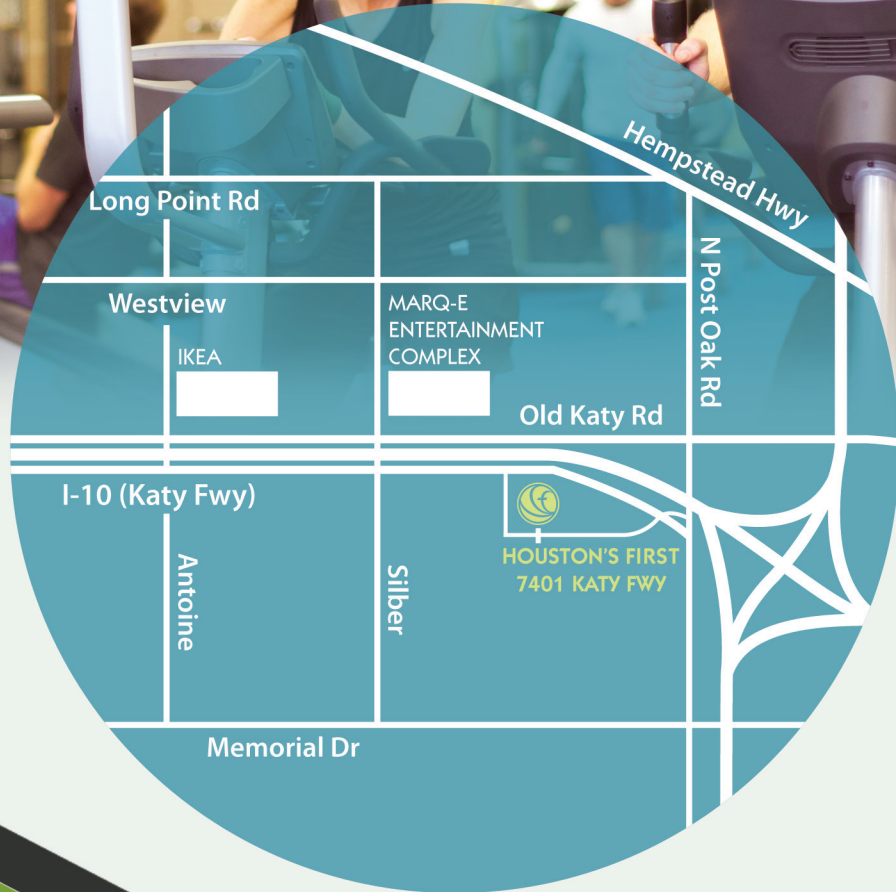 Hempstead Hwy
Long Point Rd
N Post Oak Rd
Westview
MARQ-E
ENTERTAINMENT
COMPLEX
IKEA
Old Katy Rd
I-10 (Katy Fwy)
HOUSTON'S FIRST
7401 KATY FWY
Antoine
Silber
Memorial Dr